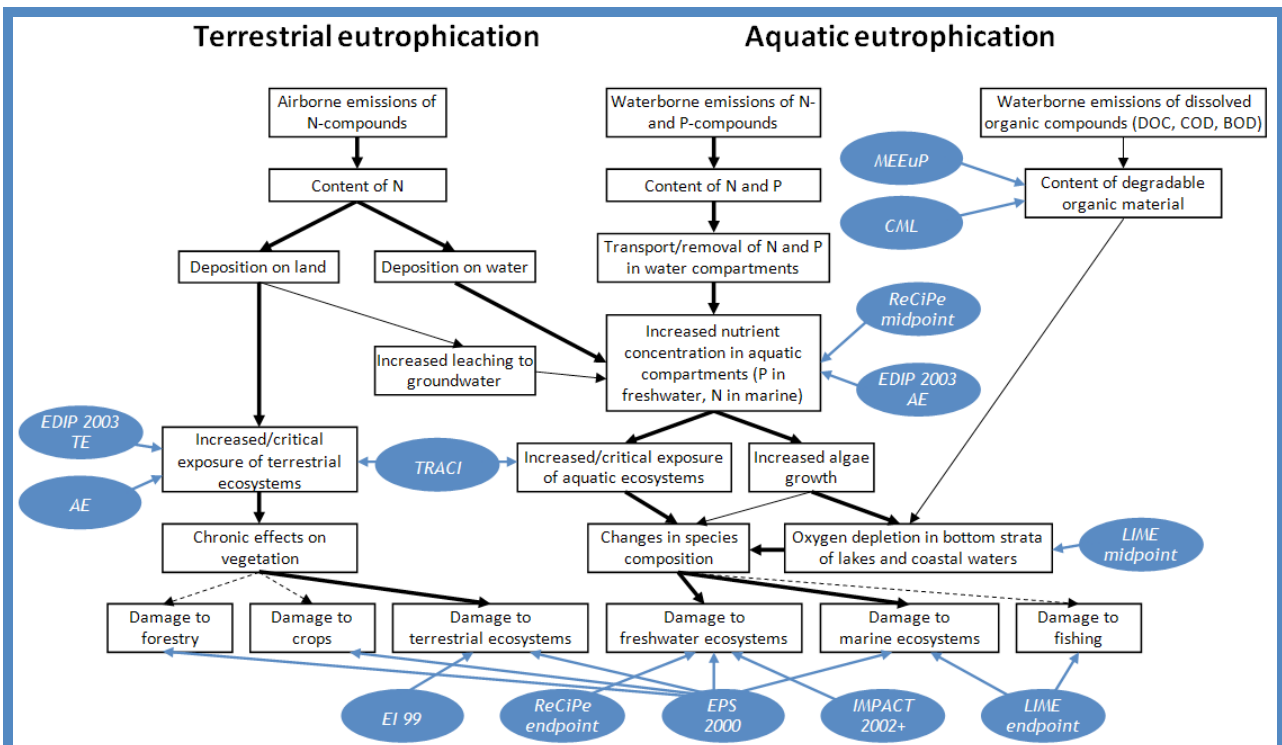 Terrestrial eutrophication
Aquatic eutrophication
Airborne emissions of
N-compounds
Waterborne emissions of N-
and P-compounds
Waterborne emissions of dissolved
organic compounds (DOC, COD, BOD)
MEEuP
Content of N
Content of N and P
Content of degradable
organic material
CML
Deposition on land
Deposition on water
Transport/removal of N and P
in water compartments
ReCiPe
midpoint
Increased nutrient
concentration in aquatic
compartments (P in
freshwater, N in marine)
Increased leaching to
groundwater
EDIP 2003
AE
EDIP 2003
TE
Increased/critical
exposure of terrestrial
ecosystems
TRACI
Increased/critical exposure
of aquatic ecosystems
Increased algae
growth
AE
Chronic effects on
vegetation
Changes in species
composition
Oxygen depletion in bottom strata
of lakes and coastal waters
LIME
midpoint
Damage to
forestry
Damage to
crops
Damage to
terrestrial ecosystems
Damage to
freshwater ecosystems
Damage to
marine ecosystems
Damage to
fishing
EI 99
ReCiPe
endpoint
EPS
2000
IMPACT
2002+
LIME
endpoint